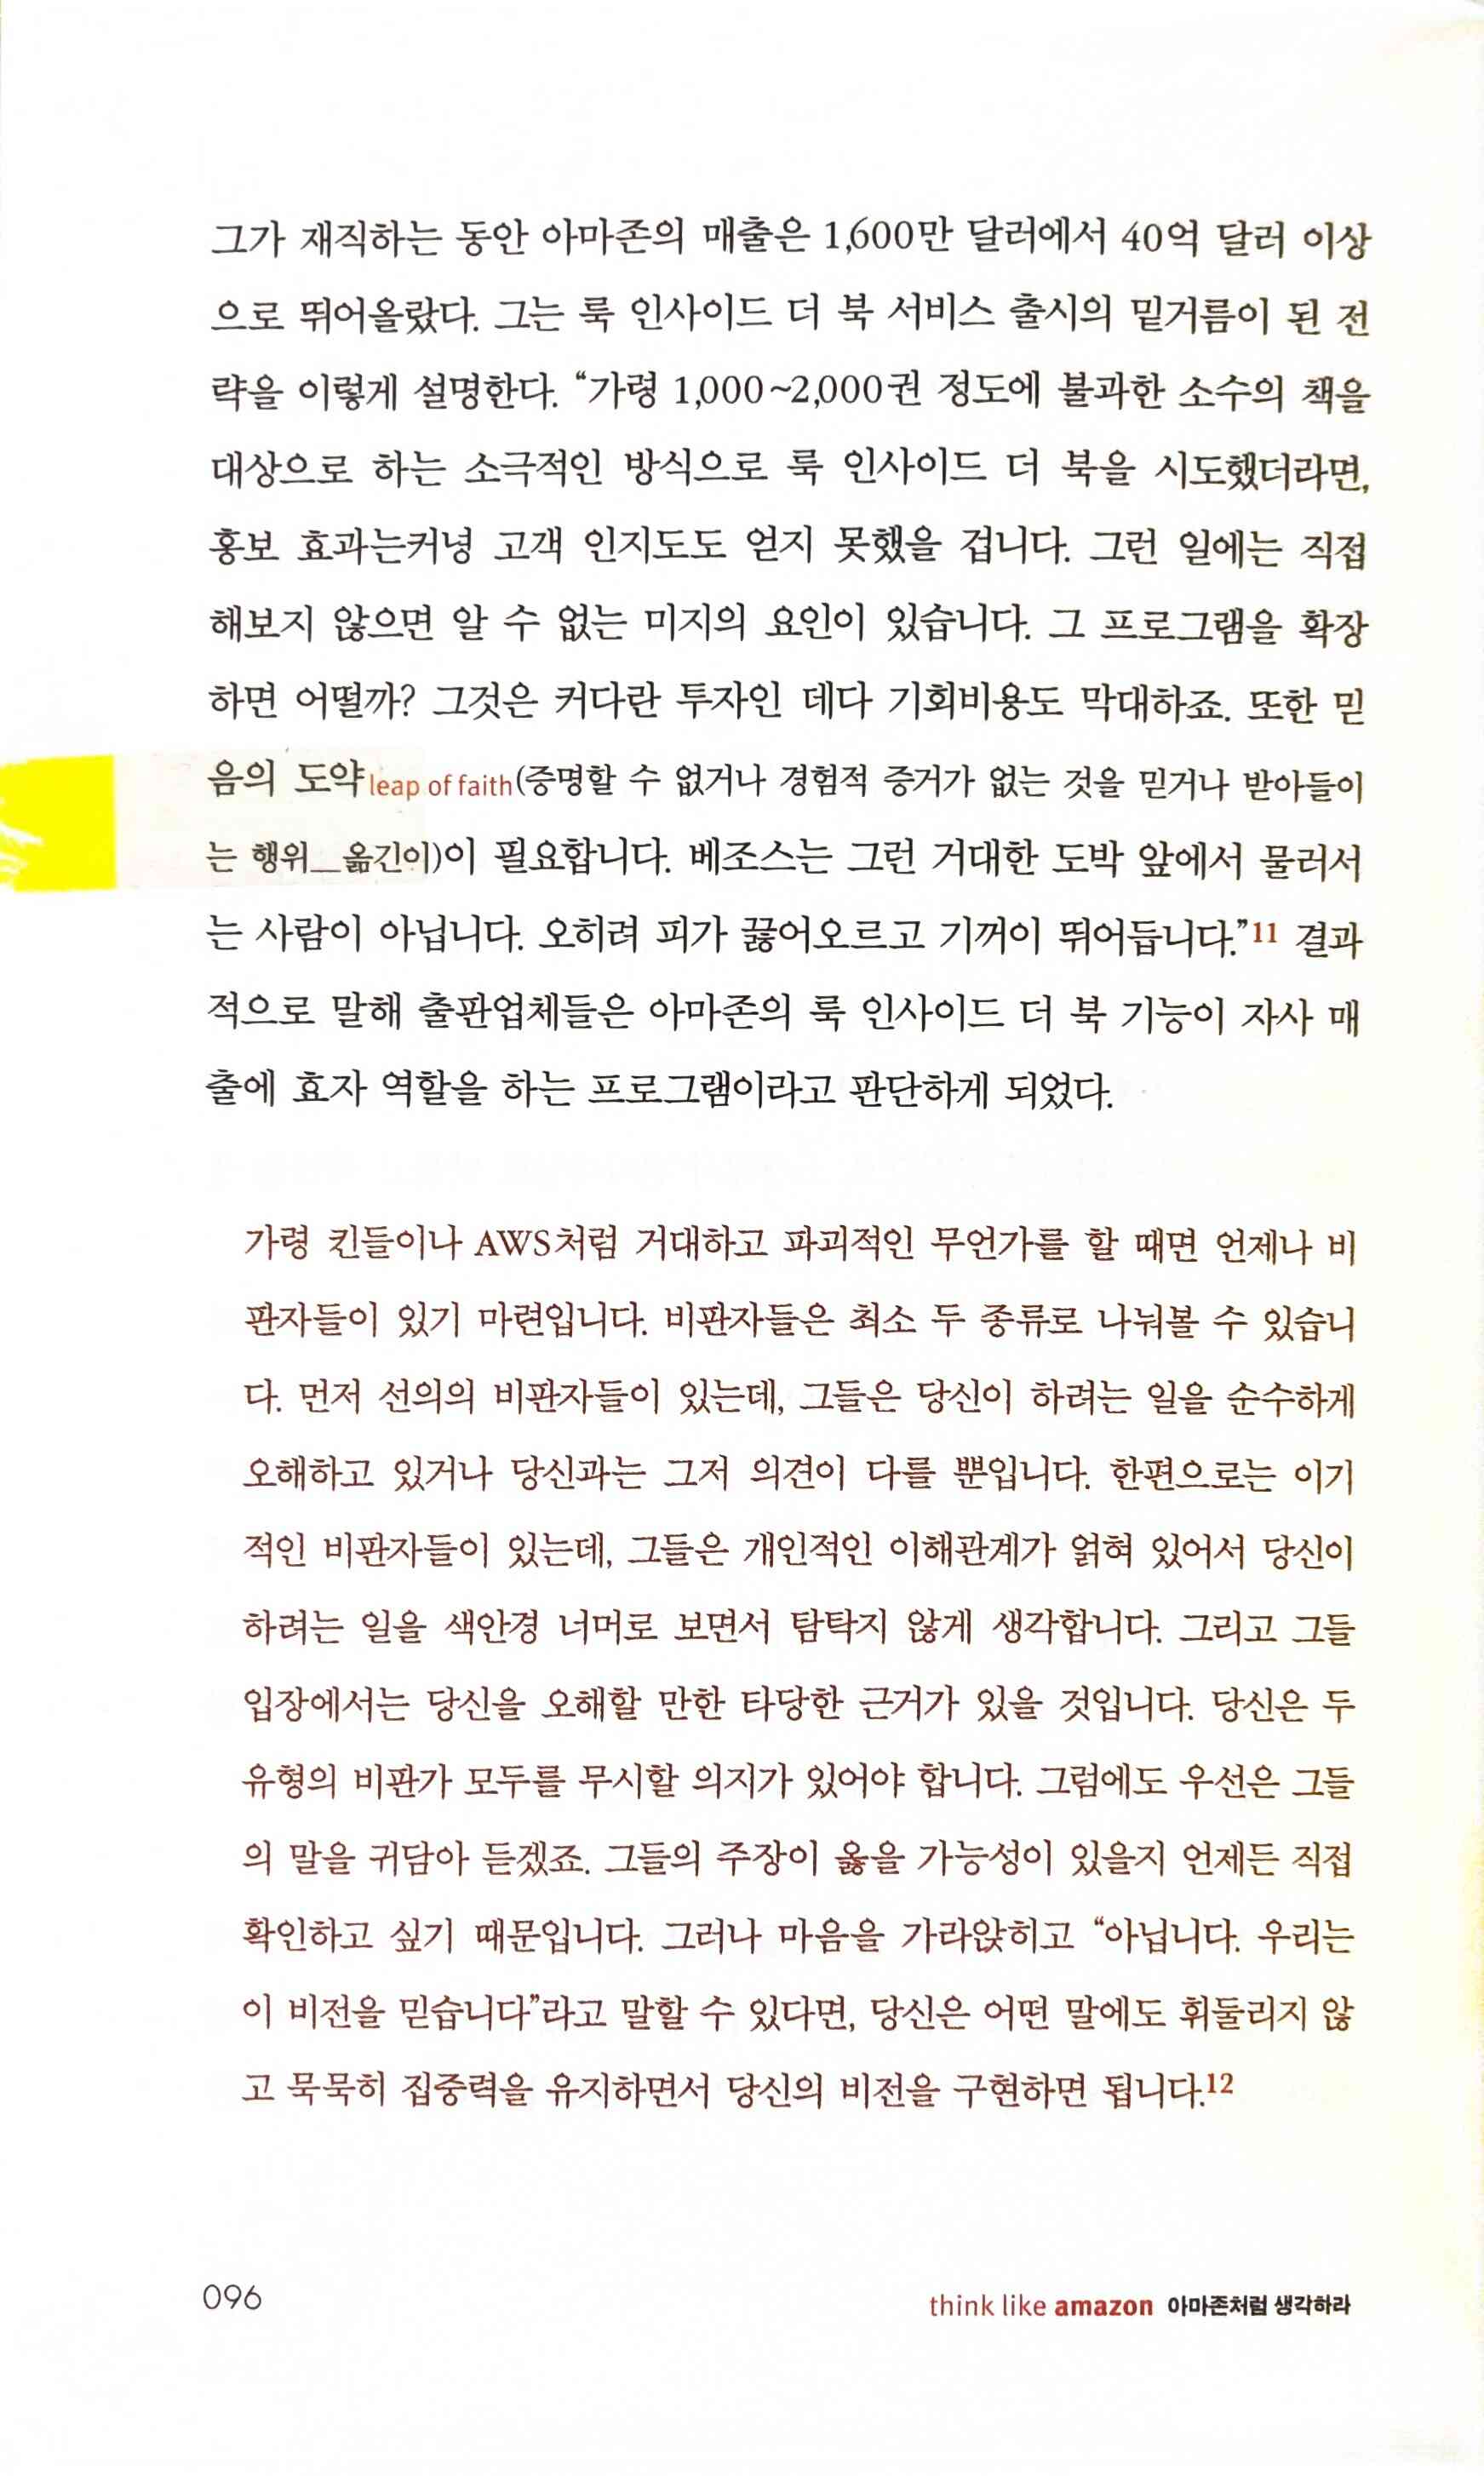 그가 재직하는 동안 아마존의 매출은 1,600만 달러에서 40억 달러 이상
으로 뛰어올랐다. 그는 룩 인사이드 더 북 서비스 출시의 밑거름이 된 전
략을 이렇게 설명한다. “가령 1,000~2,000권 정도에 불과한 소수의 책을
대상으로 하는 소극적인 방식으로 룩 인사이드 더 북을 시도했더라면,
홍보 효과는커녕 고객 인지도도 얻지 못했을 겁니다. 그런 일에는 직접
해보지 않으면 알 수 없는 미지의 요인이 있습니다. 그 프로그램을 확장
하면 어떨까? 그것은 커다란 투자인 데다 기회비용도 막대하죠. 또한 믿
음의 도약leap of faith(증명할 수 없거나 경험적 증거가 없는 것을 믿거나 받아들이
는 행위_옮긴이)이 필요합니다. 베조스는 그런 거대한 도박 앞에서 물러서
는 사람이 아닙니다. 오히려 피가 끓어오르고 기꺼이 뛰어듭니다.”11 결과
적으로 말해 출판업체들은 아마존의 룩 인사이드 더 북 기능이 자사 매
출에 효자 역할을 하는 프로그램이라고 판단하게 되었다.
가령 킨들이나 AWS처럼 거대하고 파괴적인 무언가를 할 때면 언제나 비
판자들이 있기 마련입니다. 비판자들은 최소 두 종류로 나눠볼 수 있습니
다. 먼저 선의의 비판자들이 있는데, 그들은 당신이 하려는 일을 순수하게
오해하고 있거나 당신과는 그저 의견이 다를 뿐입니다. 한편으로는 이기
적인 비판자들이 있는데, 그들은 개인적인 이해관계가 얽혀 있어서 당신이
하려는 일을 색안경 너머로 보면서 탐탁지 않게 생각합니다. 그리고 그들
입장에서는 당신을 오해할 만한 타당한 근거가 있을 것입니다. 당신은 두
유형의 비판가 모두를 무시할 의지가 있어야 합니다. 그럼에도 우선은 그들
의 말을 귀담아 듣겠죠. 그들의 주장이 옳을 가능성이 있을지 언제든 직접
확인하고 싶기 때문입니다. 그러나 마음을 가라앉히고 “아닙니다. 우리는
이 비전을 믿습니다”라고 말할 수 있다면, 당신은 어떤 말에도 휘둘리지 않
고 묵묵히 집중력을 유지하면서 당신의 비전을 구현하면 됩니다.12
096
think like amazon 아마존처럼 생각하라